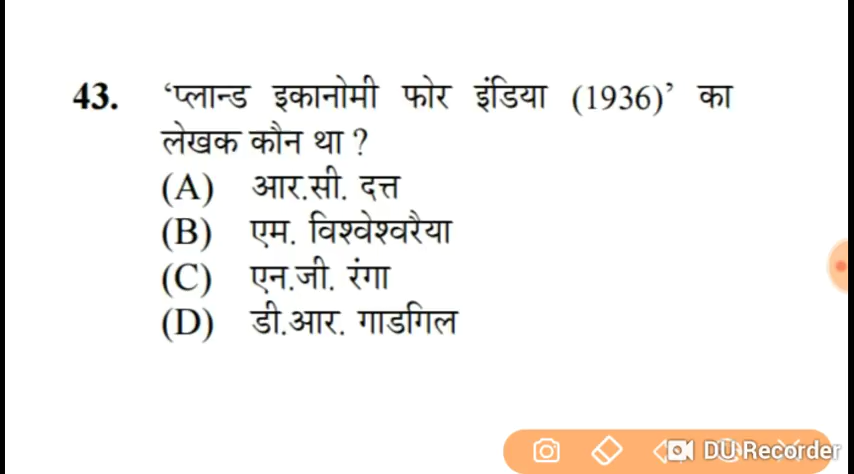 43. ‘प्लान्ड इकानोमी फोर इंडिया (1936)’ का
लेखक कौन था ?
(A) आर.सी. दत्त
(B) एम. विश्वेश्वरैया
(C) एन.जी. रंगा
(D) डी.आर. गाडगिल
DU Recorder